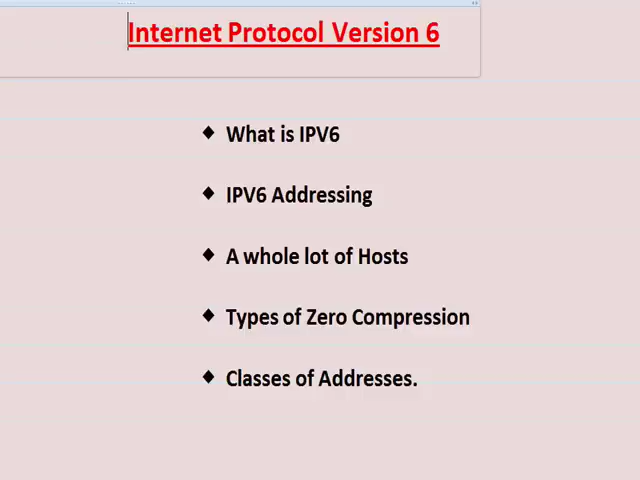 Internet Protocol Version 6
♦ What is IPV6
♦ IPV6 Addressing
♦ A whole lot of Hosts
♦ Types of Zero Compression
♦ Classes of Addresses.